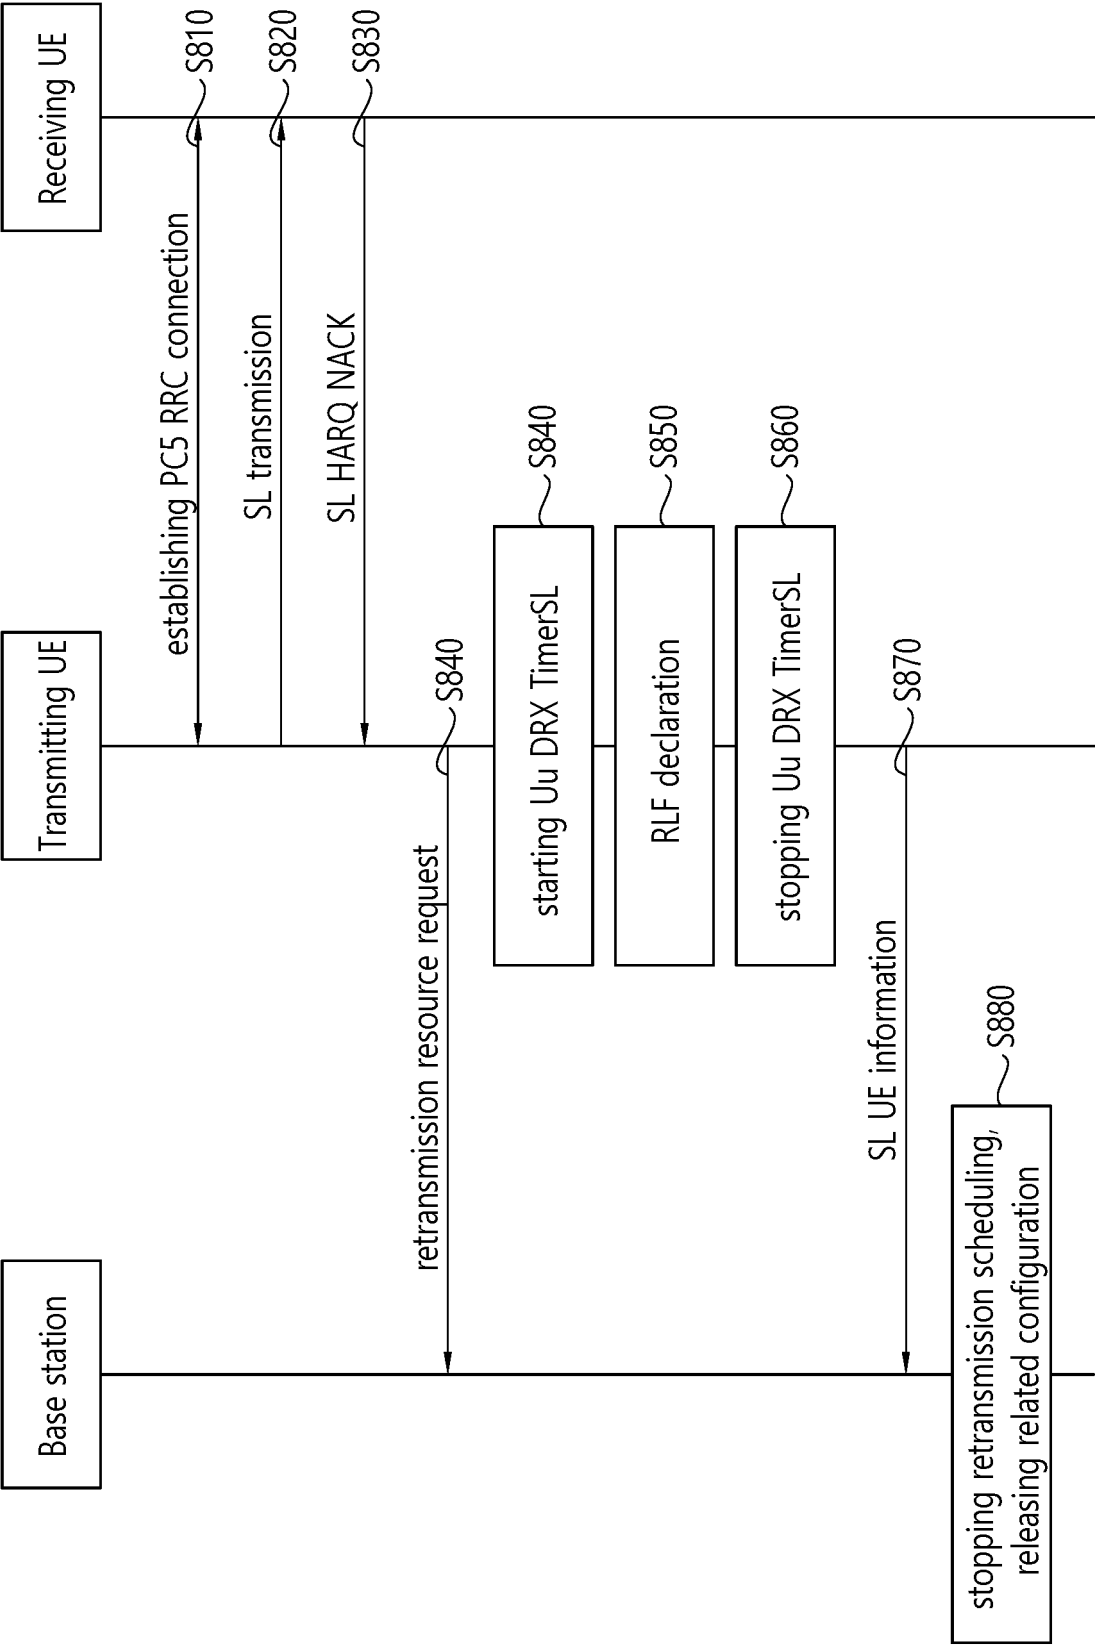 Base station
Transmitting UE
Receiving UE
establishing PC5 RRC connection
S810
SL transmission
S820
SL HARQ NACK
S830
retransmission resource request
S840
starting Uu DRX TimerSL
S840
RLF declaration
S850
stopping Uu DRX TimerSL
S860
SL UE information
S870
stopping retransmission scheduling,
releasing related configuration
S880